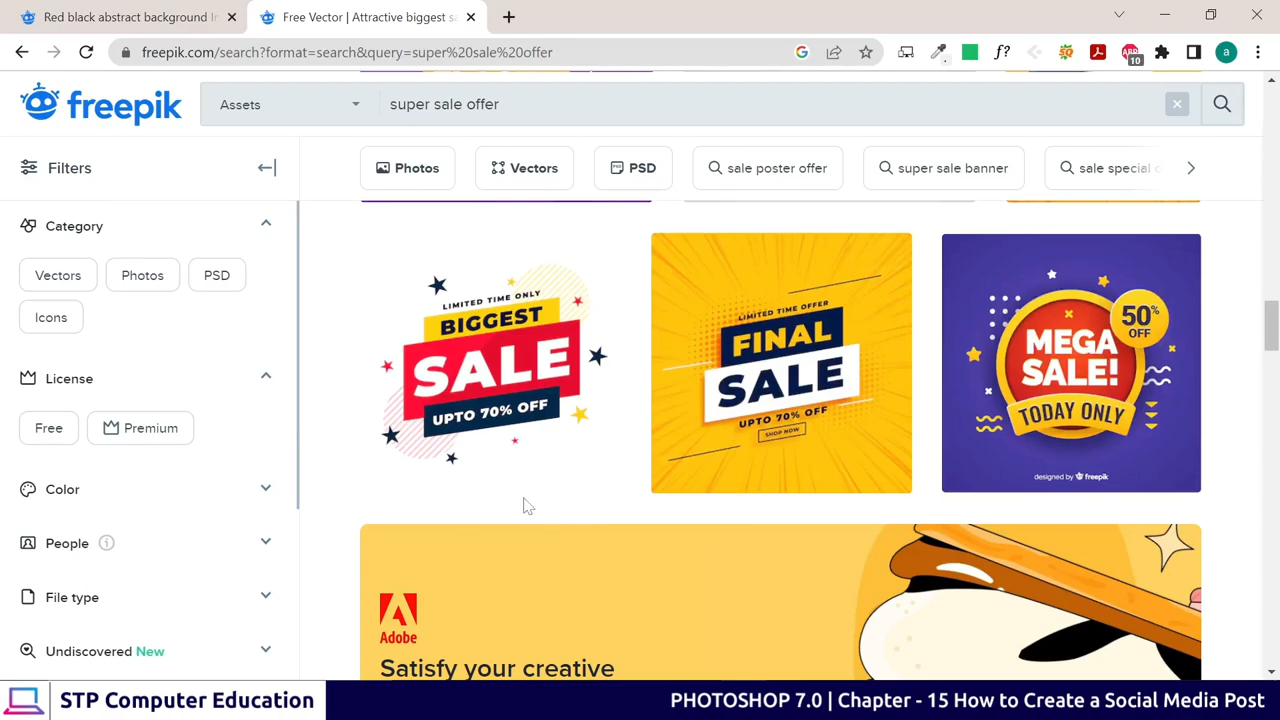 Red black abstract background I
Free Vector | Attractive biggest sa
freepik.com/search?format=search&query=super%20sale%20offer
10
a
freepik
Assets
super sale offer
Filters
Photos
Vectors
PSD
sale poster offer
super sale banner
sale special o
Category
Vectors
Photos
PSD
Icons
License
Free
Premium
Color
People
File type
Undiscovered New
LIMITED TIME ONLY
BIGGEST
SALE
UPTO 70% OFF
LIMITED TIME OFFER
FINAL
SALE
UPTO 70% OFF
SHOP NOW
50%
OFF
MEGA
SALE!
TODAY ONLY
designed by freepik
Adobe
Satisfy your creative
STP Computer Education
PHOTOSHOP 7.0 | Chapter - 15 How to Create a Social Media Post